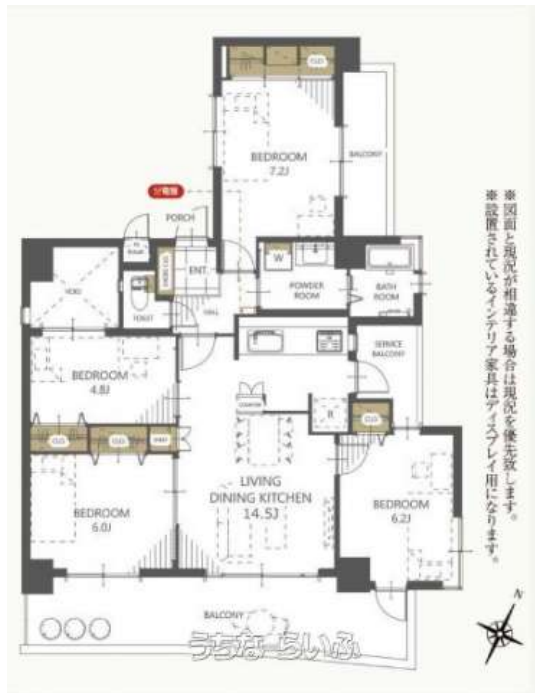 CLO
BEDROOM
7.2J
BALCONY
分電盤
PORCH
ENT.
W
POWDER
ROOM
BATH
ROOM
TOILET
HALL
SERVICE
BALCONY
BEDROOM
4.8J
R
CLO
CLO
CLO
LIVING
DINING KITCHEN
14.5J
BEDROOM
6.0J
BEDROOM
6.2J
BALCONY
うちなーらいふ
N
※図面と現況が相違する場合は現況を優先致します。
※設置されているインテリア家具はディスプレイ用になります。